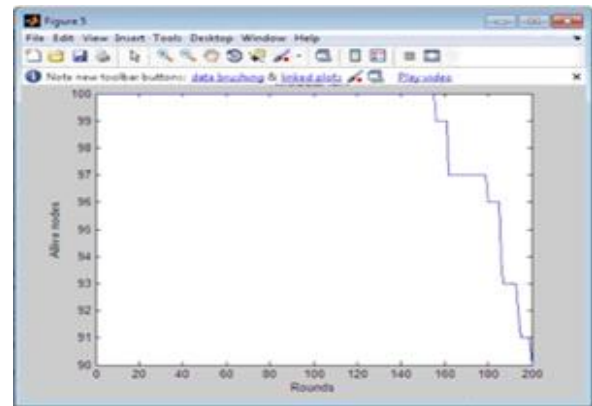 Figure 5
File Edit View Insert Tools Desktop Window Help
Note new toolbar buttons: data brushing & linked plots Play video
100
99
98
97
96
95
94
93
92
91
90
Alive nodes
0 20 40 60 80 100 120 140 160 180 200
Rounds